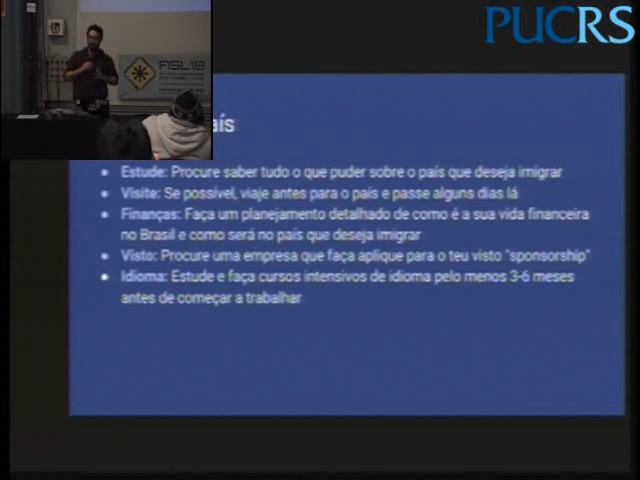 PUCRS
FISL18
aís
• Estude: Procure saber tudo o que puder sobre o país que deseja imigrar
• Visite: Se possível, viaje antes para o país e passe alguns dias lá
• Finanças: Faça um planejamento detalhado de como é a sua vida financeira
no Brasil e como será no país que deseja imigrar
• Visto: Procure uma empresa que faça aplique para o teu visto "sponsorship"
• Idioma: Estude e faça cursos intensivos de idioma pelo menos 3-6 meses
antes de começar a trabalhar